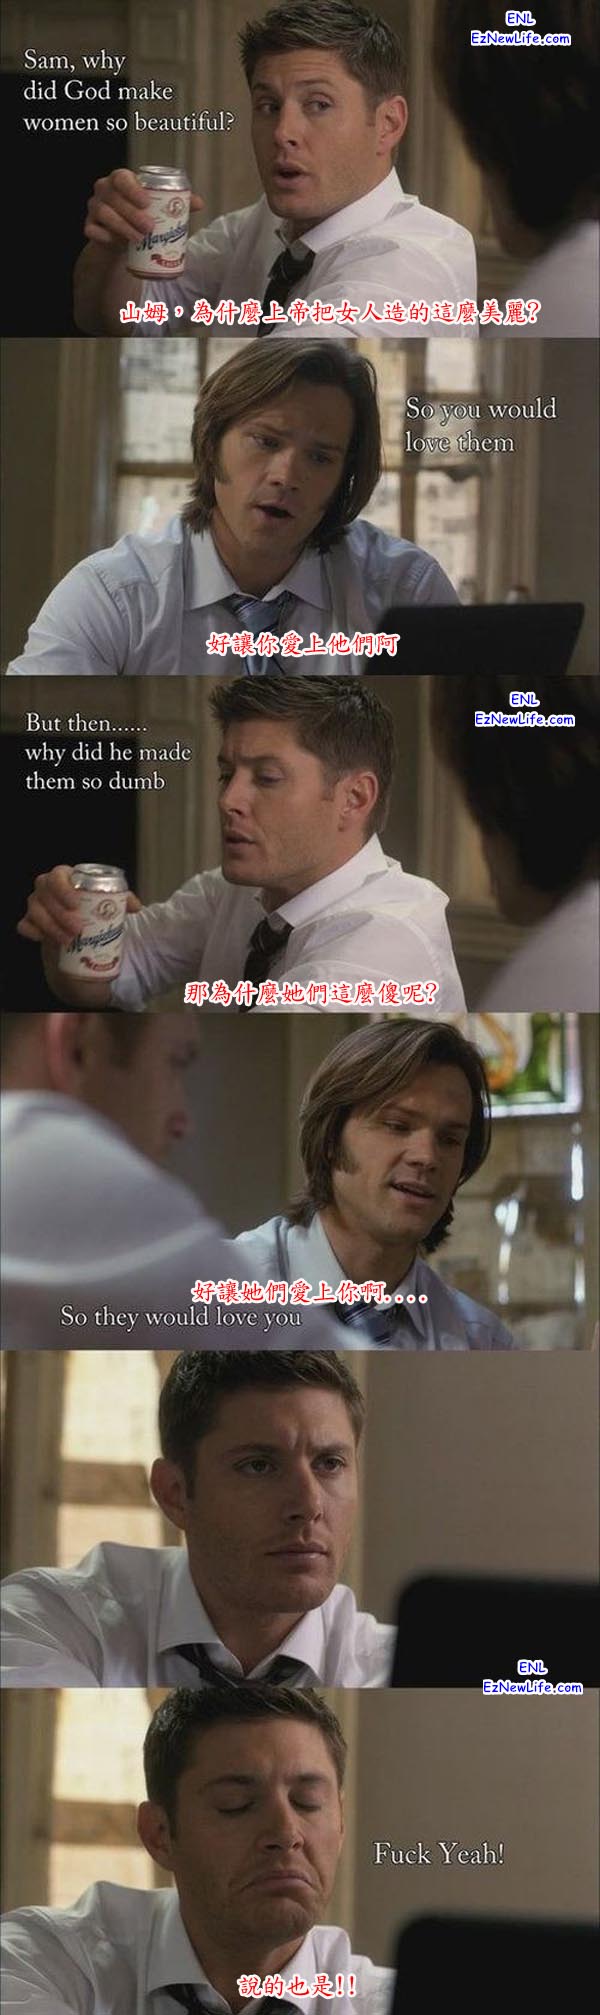 ENL
EzNewLife.com
Sam, why
did God make
women so beautiful?
山姆，為什麼上帝把女人造的這麼美麗?
So you would
love them
好讓你愛上他們阿
ENL
EzNewLife.com
But then......
why did he made
them so dumb
那為什麼她們這麼傻呢?
好讓她們愛上你啊....
So they would love you
ENL
EzNewLife.com
Fuck Yeah!
說的也是!!